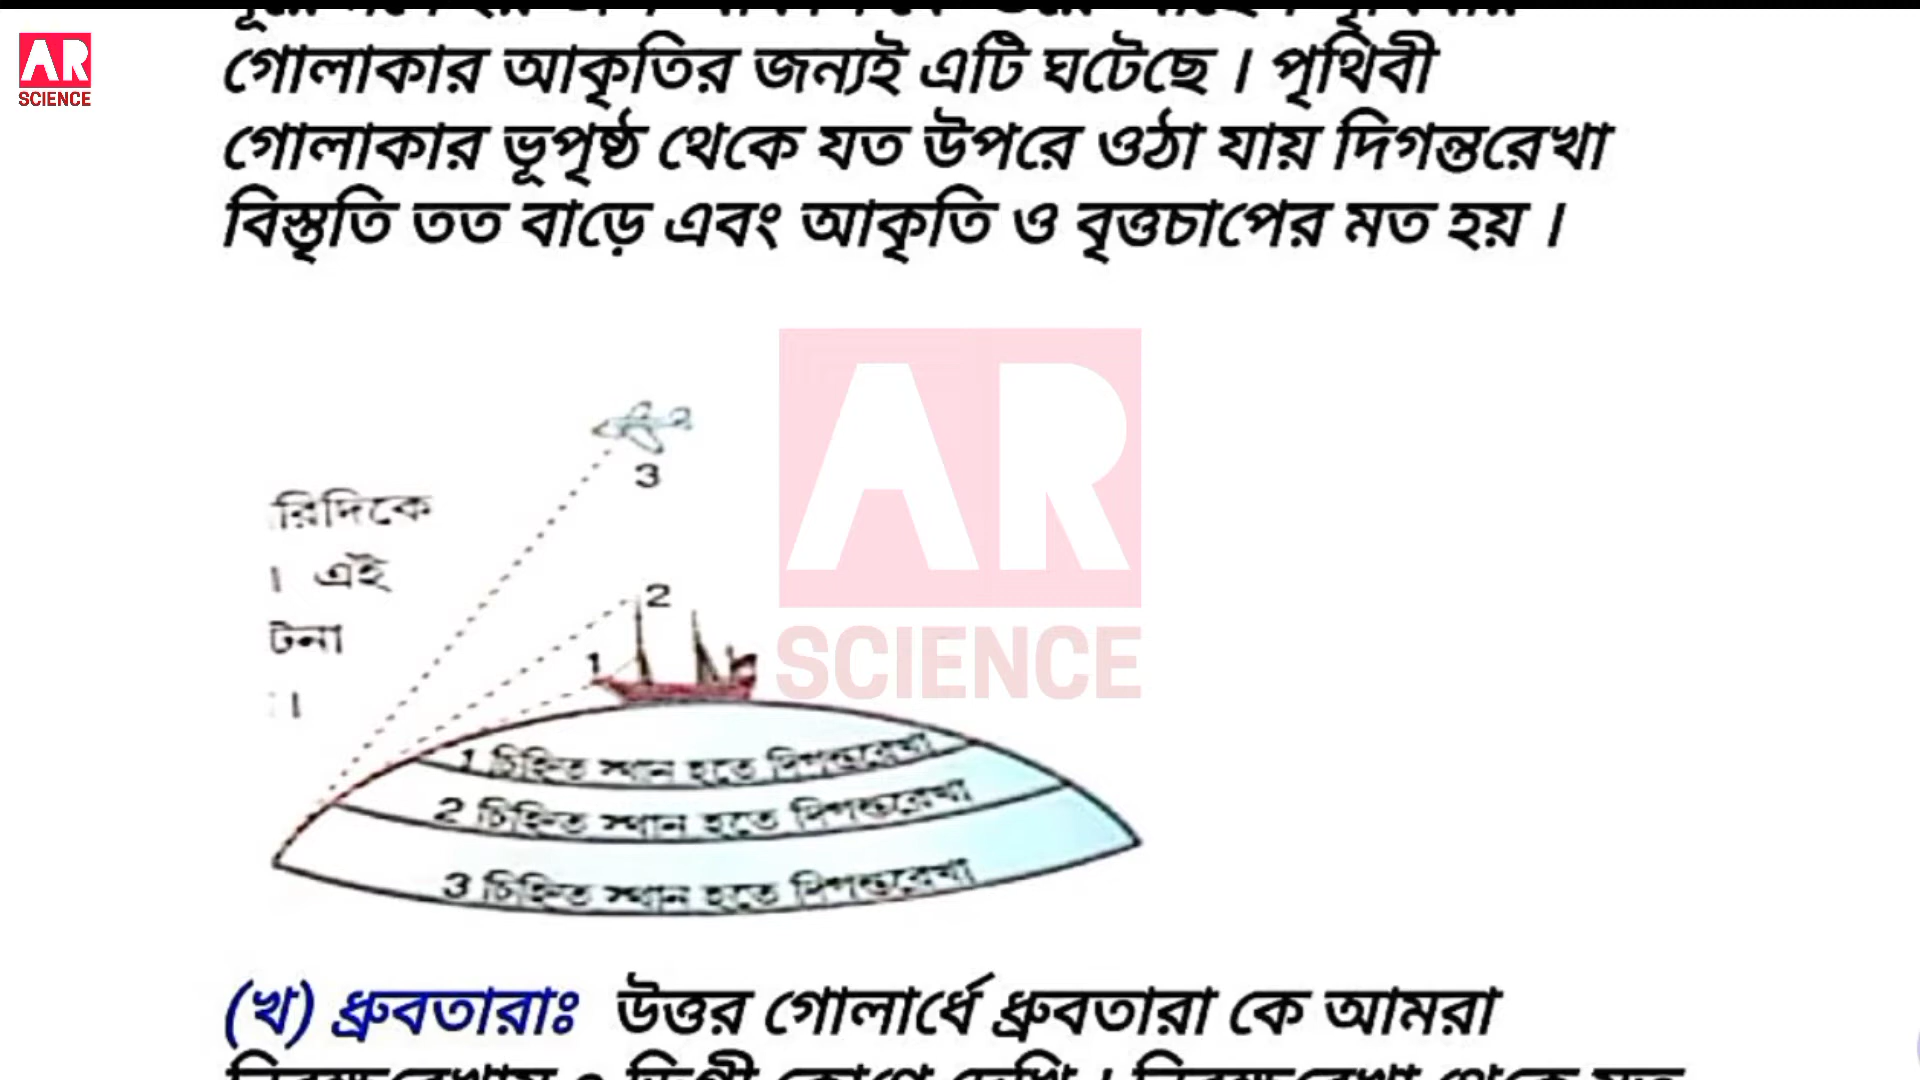 AR
SCIENCE
গোলাকার আকৃতির জন্যই এটি ঘটেছে । পৃথিবী
গোলাকার ভূপৃষ্ঠ থেকে যত উপরে ওঠা যায় দিগন্তরেখা
বিস্তৃতি তত বাড়ে এবং আকৃতি ও বৃত্তচাপের মত হয় ।
AR
SCIENCE
3
রিদিকে
। এই
টনা
।
2
1
1 চিহ্নিত স্থান হতে দিগন্তরেখা
2 চিহ্নিত স্থান হতে দিগন্তরেখা
3 চিহ্নিত স্থান হতে দিগন্তরেখা
(খ) ধ্রুবতারাঃ উত্তর গোলার্ধে ধ্রুবতারা কে আমরা